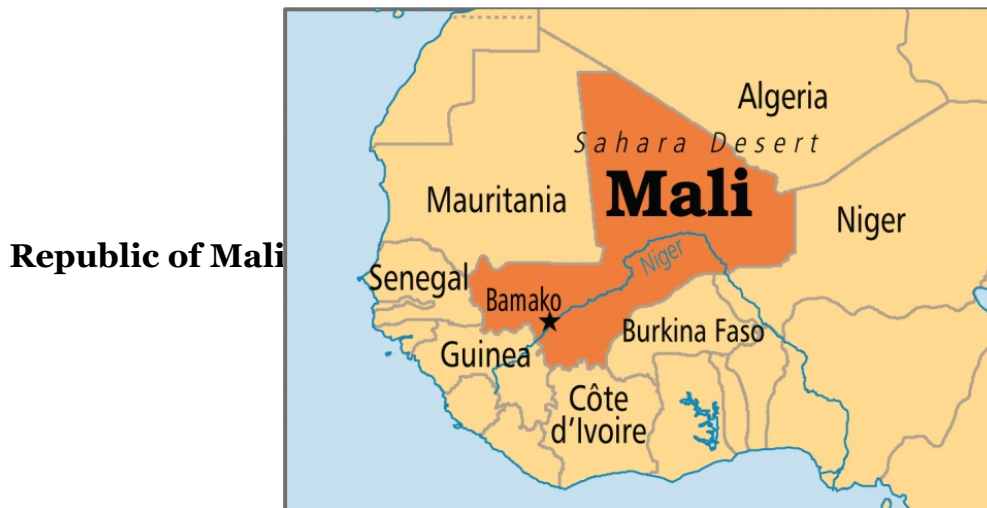 Republic of Mali
Algeria
Sahara Desert
Mali
Mauritania
Niger
Niger
Senegal
Bamako
Burkina Faso
Guinea
Côte
d'Ivoire